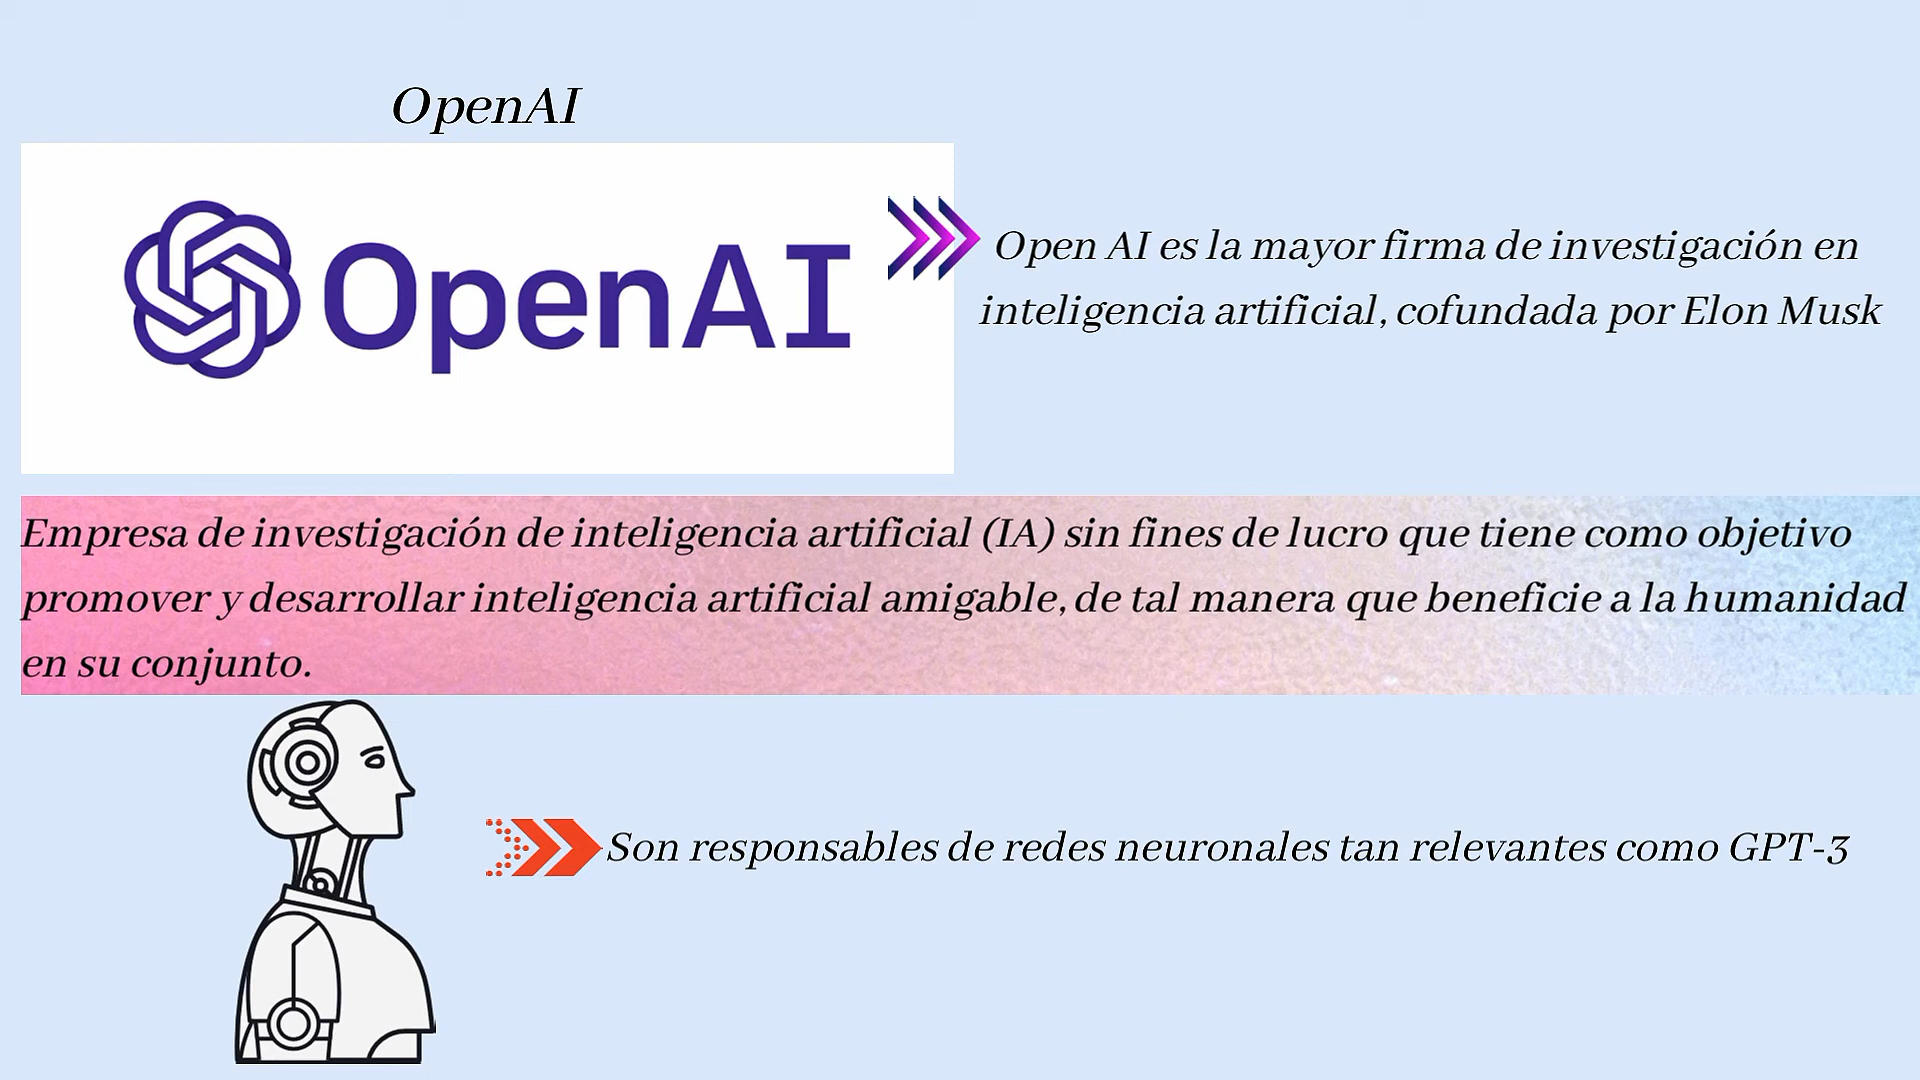 OpenAI
OpenAI
Open AI es la mayor firma de investigación en
inteligencia artificial, cofundada por Elon Musk
Empresa de investigación de inteligencia artificial (IA) sin fines de lucro que tiene como objetivo
promover y desarrollar inteligencia artificial amigable, de tal manera que beneficie a la humanidad
en su conjunto.
Son responsables de redes neuronales tan relevantes como GPT-3